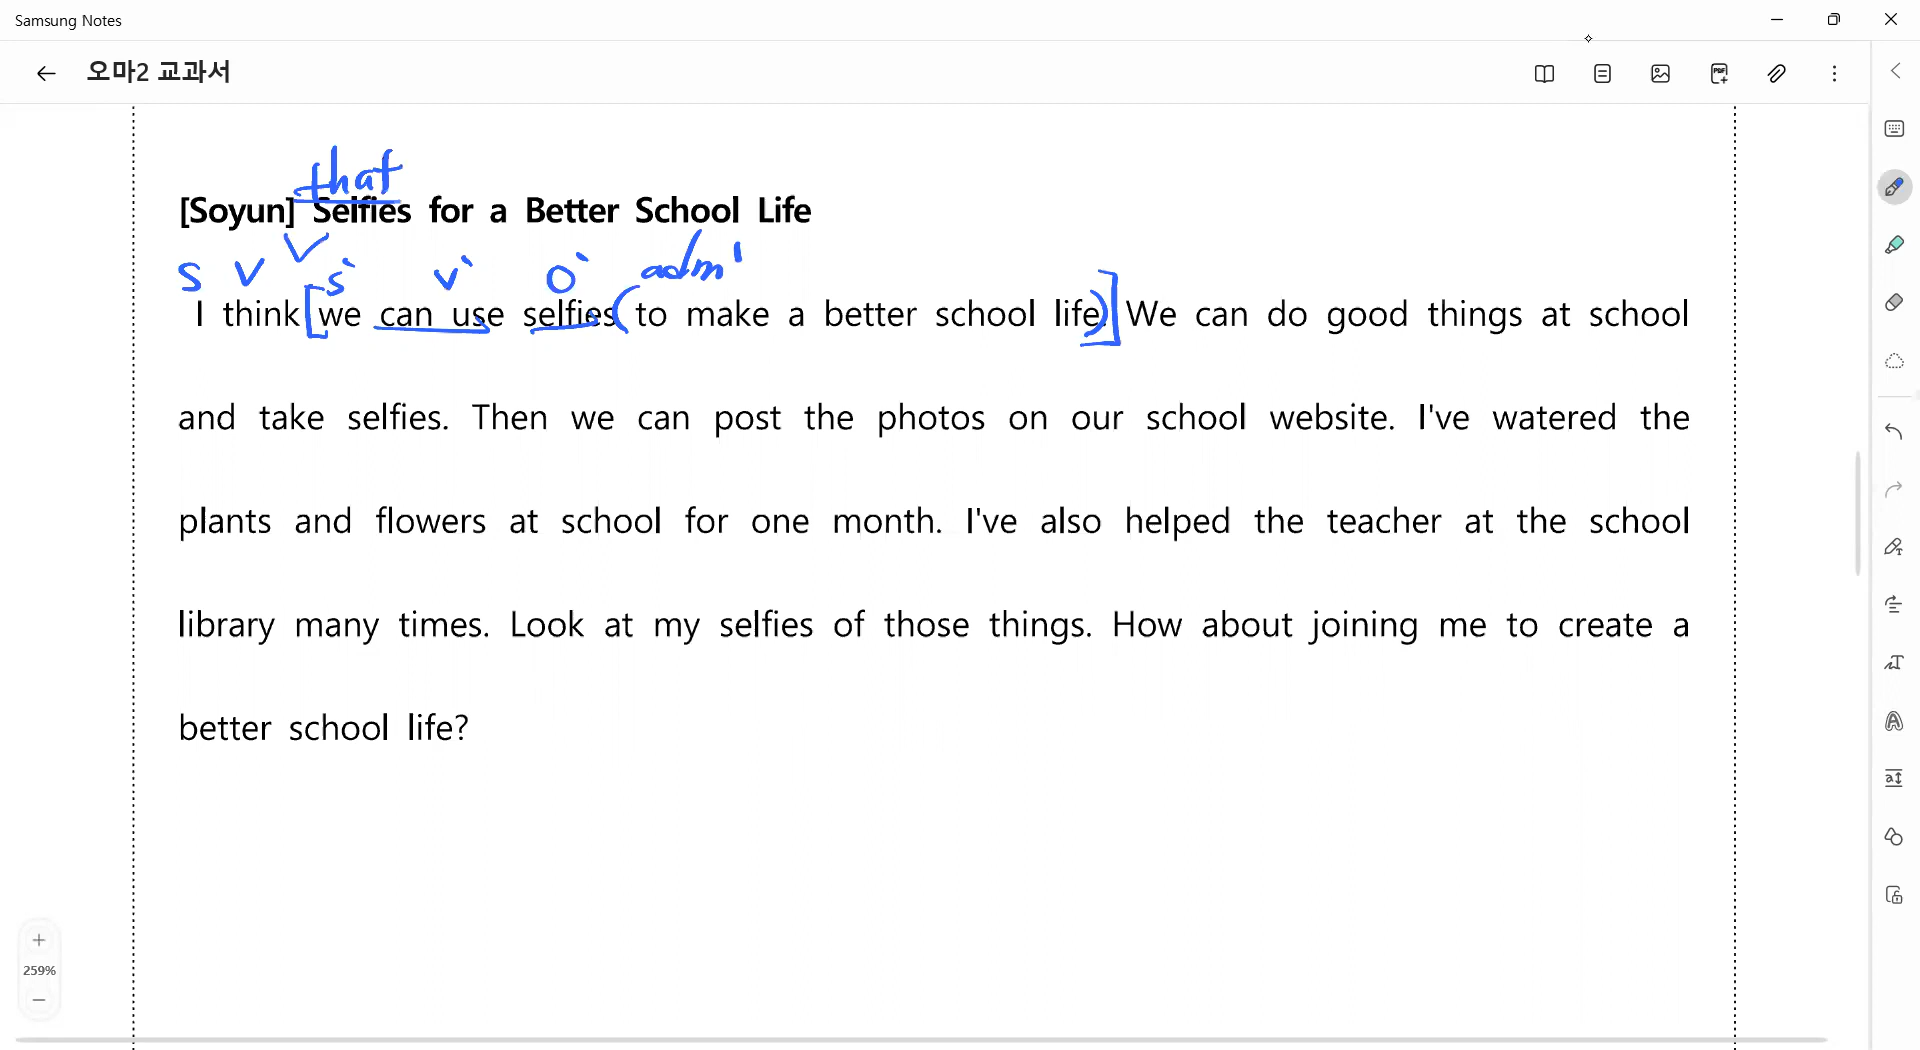 Samsung Notes
오마2 교과서
that
[Soyun] Selfies for a Better School Life
S V V s' v' o' adm'
I think [we can use selfies (to make a better school life.)] We can do good things at school
and take selfies. Then we can post the photos on our school website. I've watered the
plants and flowers at school for one month. I've also helped the teacher at the school
library many times. Look at my selfies of those things. How about joining me to create a
better school life?
259%